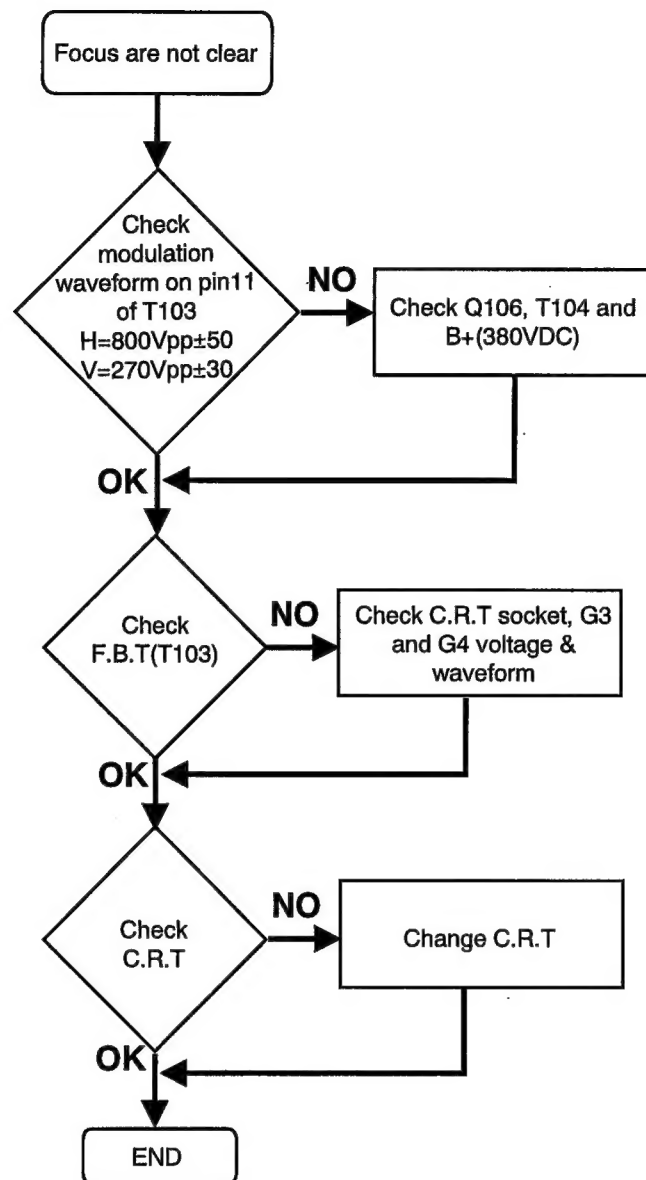 Focus are not clear
Check
modulation
waveform on pin11
of T103
H=800Vpp±50
V=270Vpp±30
NO
Check Q106, T104 and
B+(380VDC)
OK
Check
F.B.T(T103)
NO
Check C.R.T socket, G3
and G4 voltage &
waveform
OK
Check
C.R.T
NO
Change C.R.T
OK
END